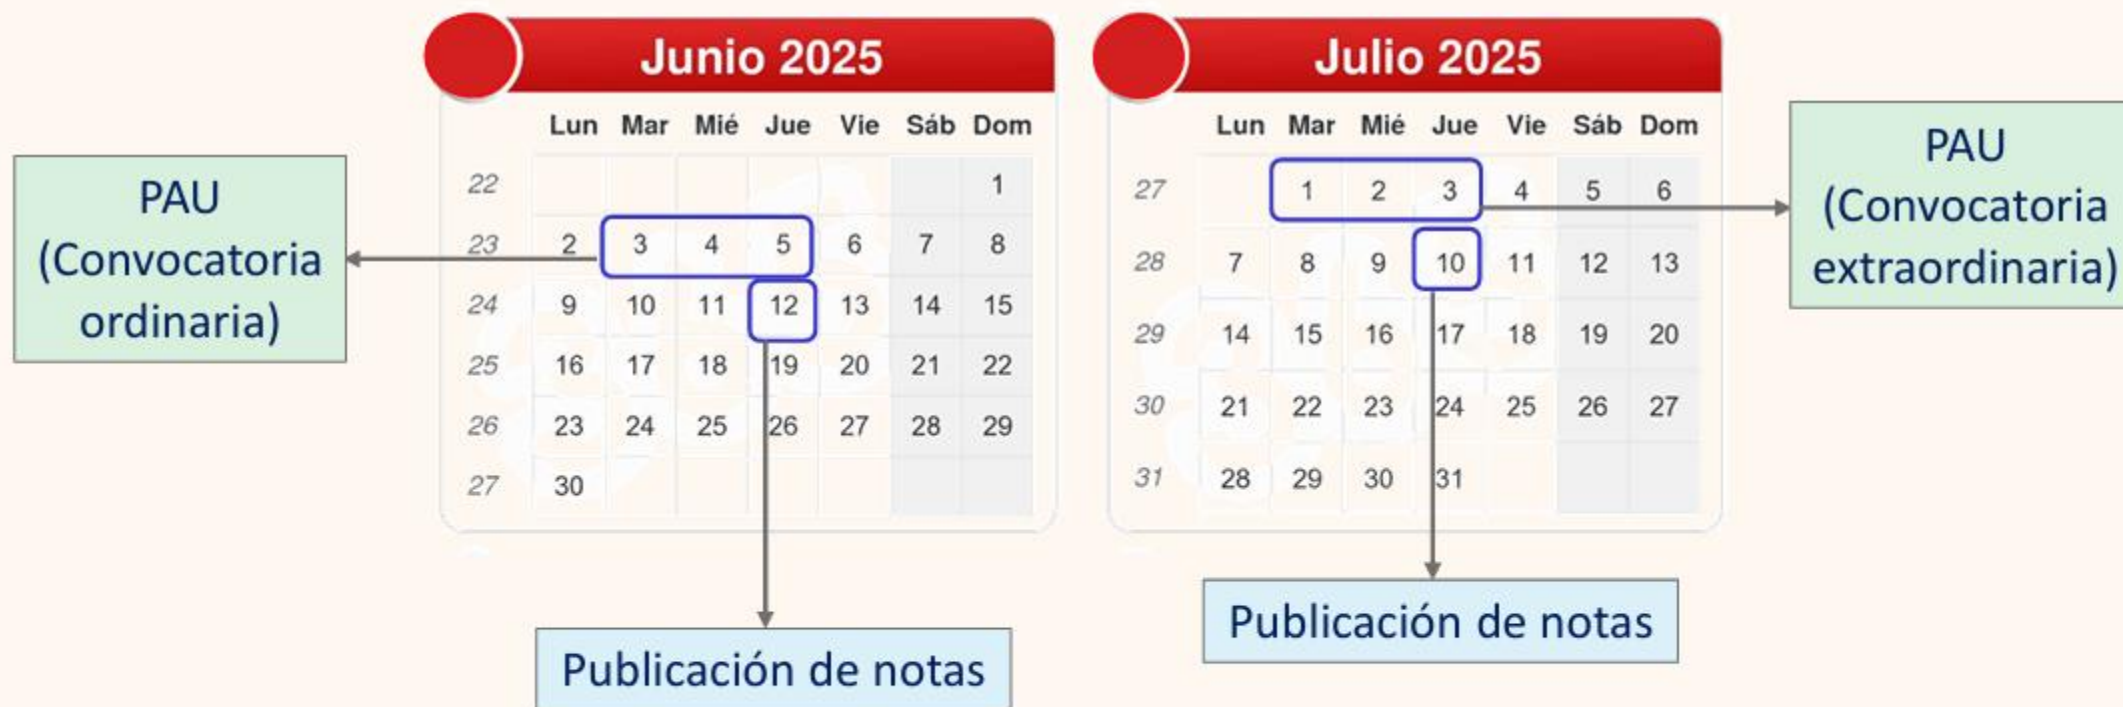 Junio 2025
Lun Mar Mié Jue Vie Sáb Dom
22 1
23 2 3 4 5 6 7 8
24 9 10 11 12 13 14 15
25 16 17 18 19 20 21 22
26 23 24 25 26 27 28 29
27 30
Julio 2025
Lun Mar Mié Jue Vie Sáb Dom
27 1 2 3 4 5 6
28 7 8 9 10 11 12 13
29 14 15 16 17 18 19 20
30 21 22 23 24 25 26 27
31 28 29 30 31
PAU
(Convocatoria
ordinaria)
PAU
(Convocatoria
extraordinaria)
Publicación de notas
Publicación de notas